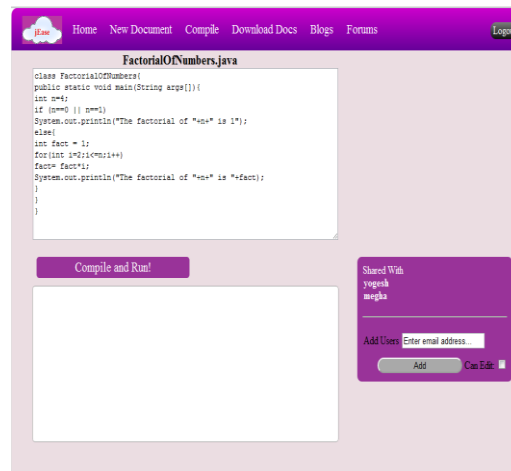 jEase Home New Document Compile Download Docs Blogs Forums
FactorialOfNumbers.java
class FactorialOfNumbers{
public static void main(String args[]){
int n=4;
if (n==0 || n==1)
System.out.println("The factorial of "+n+" is 1");
else{
int fact = 1;
for(int i=2;i<=n;i++)
fact= fact*i;
System.out.println("The factorial of "+n+" is "+fact);
}
}
}
Compile and Run!
Shared With
yogesh
megha
Add Users Enter email address...
Add Can Edit